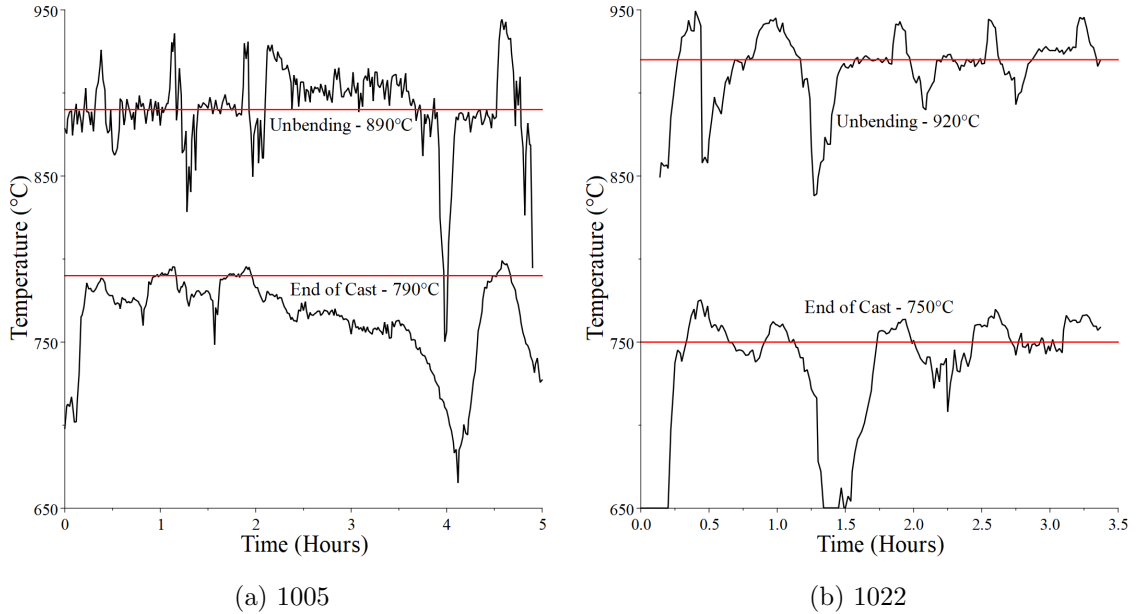 950
850
750
650
Temperature (°C)
Unbending - 890°C
End of Cast - 790°C
0 1 2 3 4 5
Time (Hours)
(a) 1005
950
850
750
650
Temperature (°C)
Unbending - 920°C
End of Cast - 750°C
0.0 0.5 1.0 1.5 2.0 2.5 3.0 3.5
Time (Hours)
(b) 1022